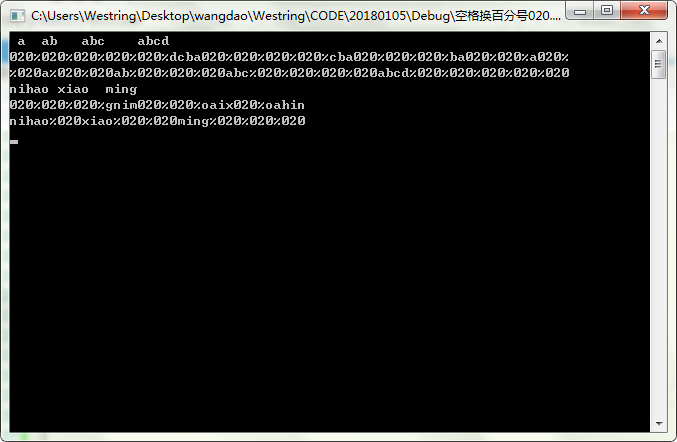 C:\Users\Westring\Desktop\wangdao\Westring\CODE\20180105\Debug\空格换百分号020....
 a  ab   abc    abcd
020%020%020%020%020%dcba020%020%020%020%cba020%020%020%ba020%020%a020%
%020a%020%020ab%020%020%020abc%020%020%020%020abcd%020%020%020%020%020
nihao xiao  ming
020%020%020%gnim020%020%oaix020%oahin
nihao%020xiao%020%020ming%020%020%020